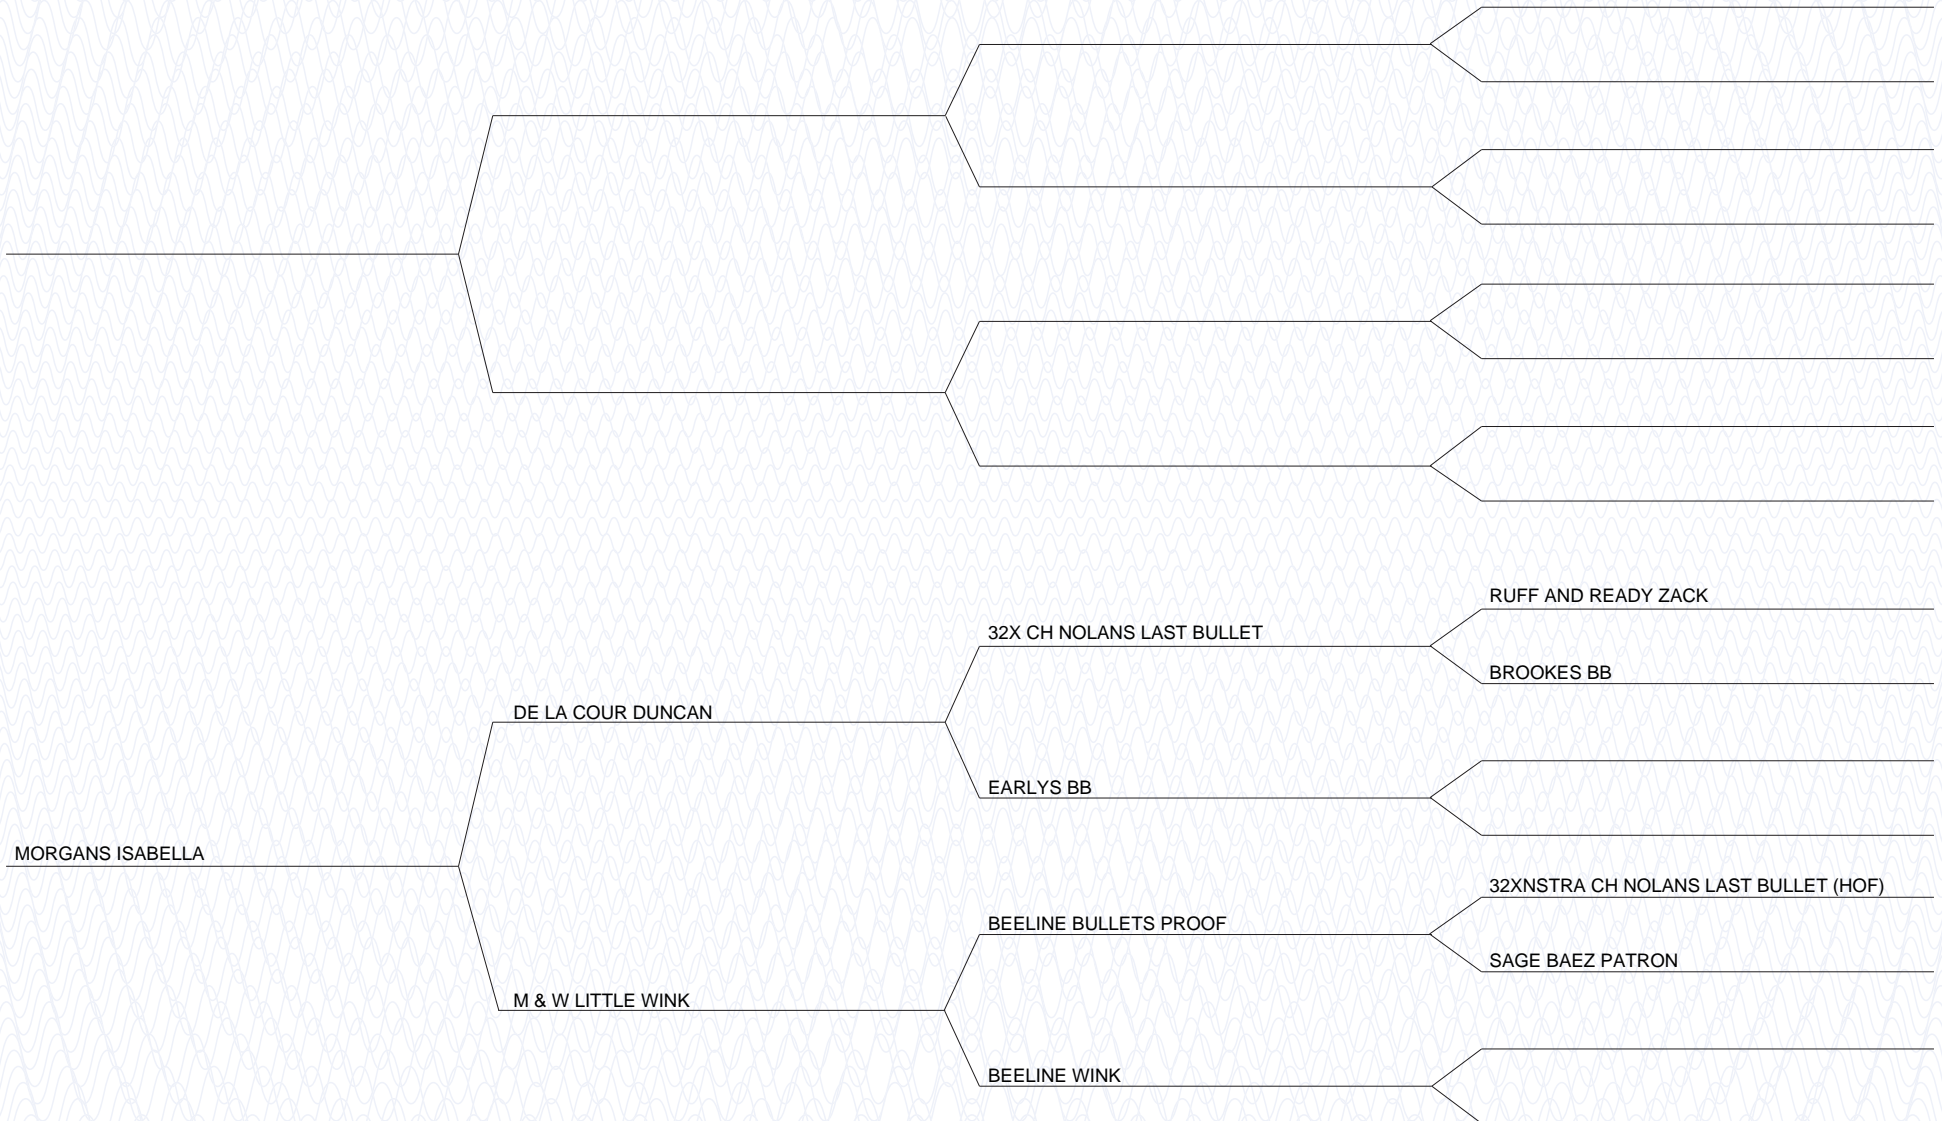 RUFF AND READY ZACK
32X CH NOLANS LAST BULLET
BROOKES BB
DE LA COUR DUNCAN
EARLYS BB
MORGANS ISABELLA
32XNSTRA CH NOLANS LAST BULLET (HOF)
BEELINE BULLETS PROOF
SAGE BAEZ PATRON
M & W LITTLE WINK
BEELINE WINK